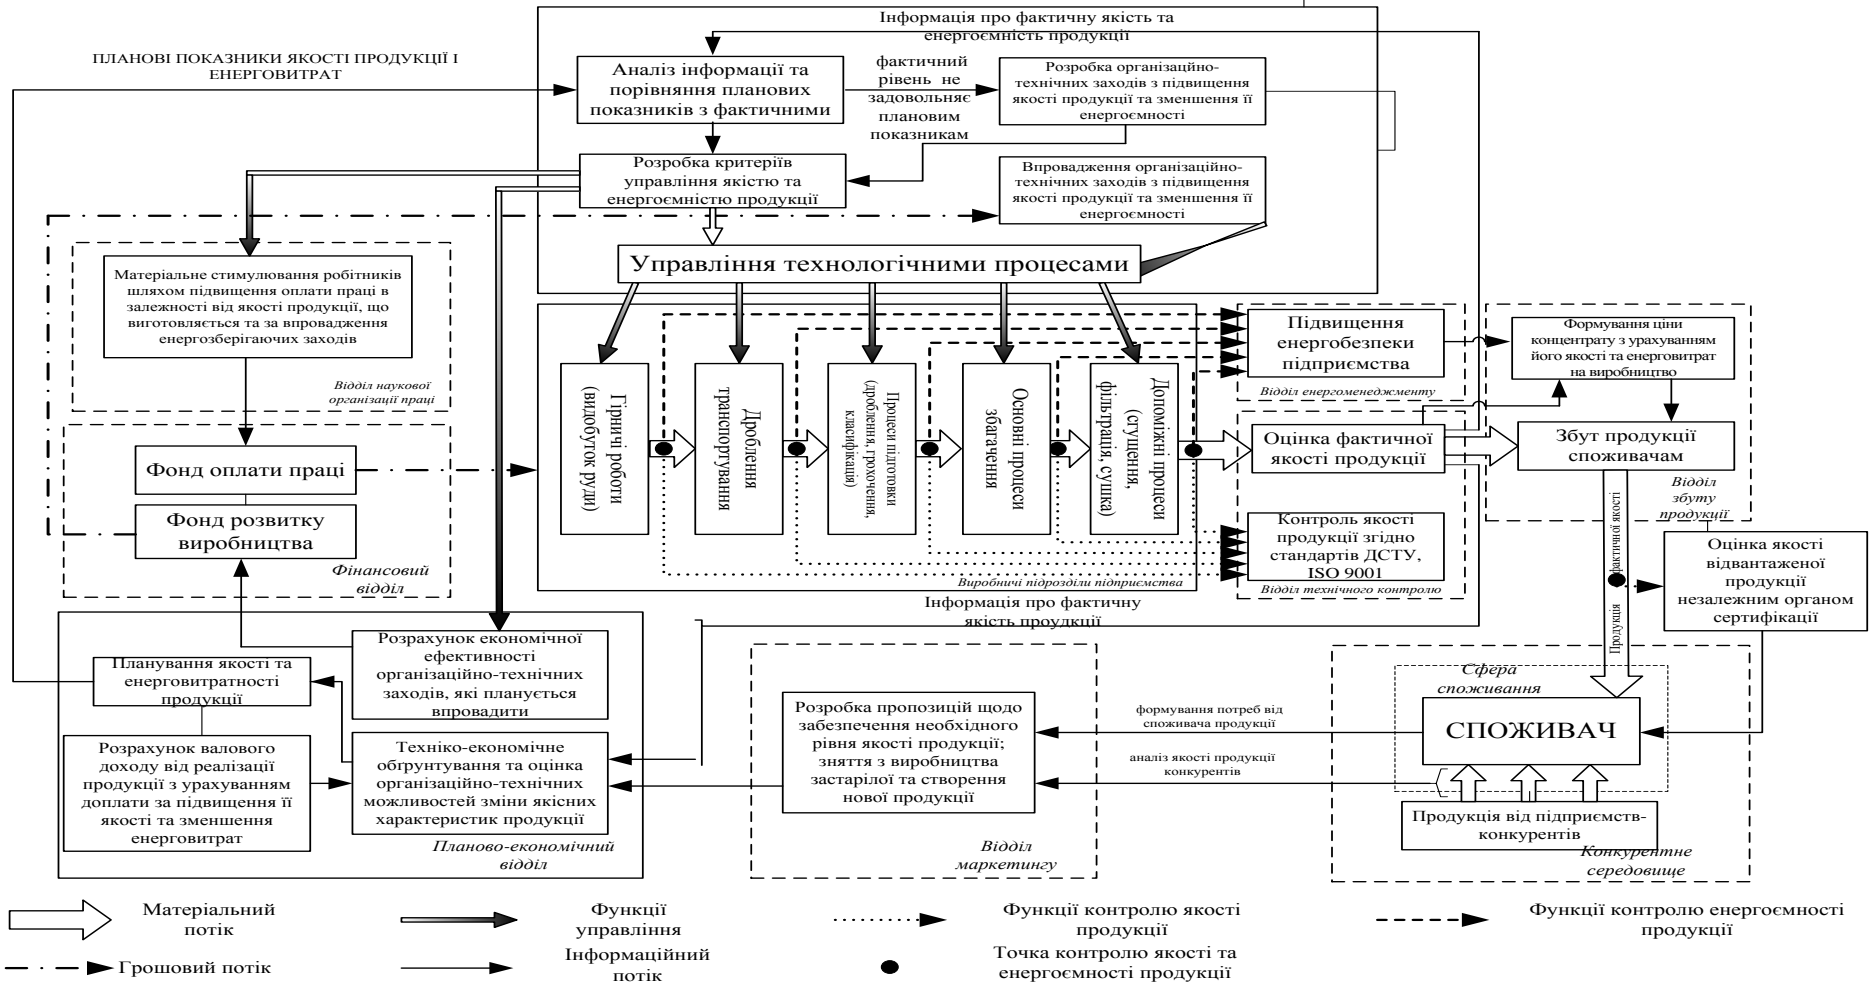 Інформація про фактичну якість та
енергоємність продукції
ПЛАНОВІ ПОКАЗНИКИ ЯКОСТІ ПРОДУКЦІЇ І
ЕНЕРГОВИТРАТ
Аналіз інформації та
порівняння планових
показників з фактичними
фактичний
рівень не
задовольняє
плановим
показникам
Розробка організаційно-
технічних заходів з підвищення
якості продукції та зменшення її
енергоємності
Розробка критеріїв
управління якістю та
енергоємністю продукції
Впровадження організаційно-
технічних заходів з підвищення
якості продукції та зменшення її
енергоємності
Управління технологічними процесами
Матеріальне стимулювання робітників
шляхом підвищення оплати праці в
залежності від якості продукції, що
виготовляється та за впровадження
енергозберігаючих заходів
Відділ наукової
організації праці
Фонд оплати праці
Фонд розвитку
виробництва
Фінансовий
відділ
Гірничі роботи
(видобуток руди)
Дроблення
транспортування
Процеси підготовки
(дроблення, грохочення,
класифікація)
Основні процеси
збагачення
Допоміжні процеси
(сгущення,
фільтрація, сушка)
Виробничі підрозділи підприємства
Підвищення
енергобезпеки
підприємства
Відділ енергоменеджменту
Оцінка фактичної
якості продукції
Контроль якості
продукції згідно
стандартів ДСТУ,
ISO 9001
Відділ технічного контролю
Формування ціни
концентрату з урахуванням
його якості та енерговитрат
на виробництво
Збут продукції
споживачам
Відділ
збуту
продукції
Продукція фактичної якості
Оцінка якості
відвантаженої
продукції
незалежним органом
сертифікації
Інформація про фактичну
якість проудкції
Розрахунок економічної
ефективності
організаційно-технічних
заходів, які планується
впровадити
Планування якості та
енерговитратності
продукції
Розрахунок валового
доходу від реалізації
продукції з урахуванням
доплати за підвищення її
якості та зменшення
енерговитрат
Техніко-економічне
обґрунтування та оцінка
організаційно-технічних
можливостей зміни якісних
характеристик продукції
Планово-економічний
відділ
Розробка пропозицій щодо
забезпечення необхідного
рівня якості продукції;
зняття з виробництва
застарілої та створення
нової продукції
Відділ
маркетингу
формування потреб від
споживача продукції
аналіз якості продукції
конкурентів
Сфера
споживання
СПОЖИВАЧ
Продукція від підприємств-
конкурентів
Конкурентне
середовище
Матеріальний
потік
Функції
управління
Функції контролю якості
продукції
Функції контролю енергоємності
продукції
Грошовий потік
Інформаційний
потік
Точка контролю якості та
енергоємності продукції